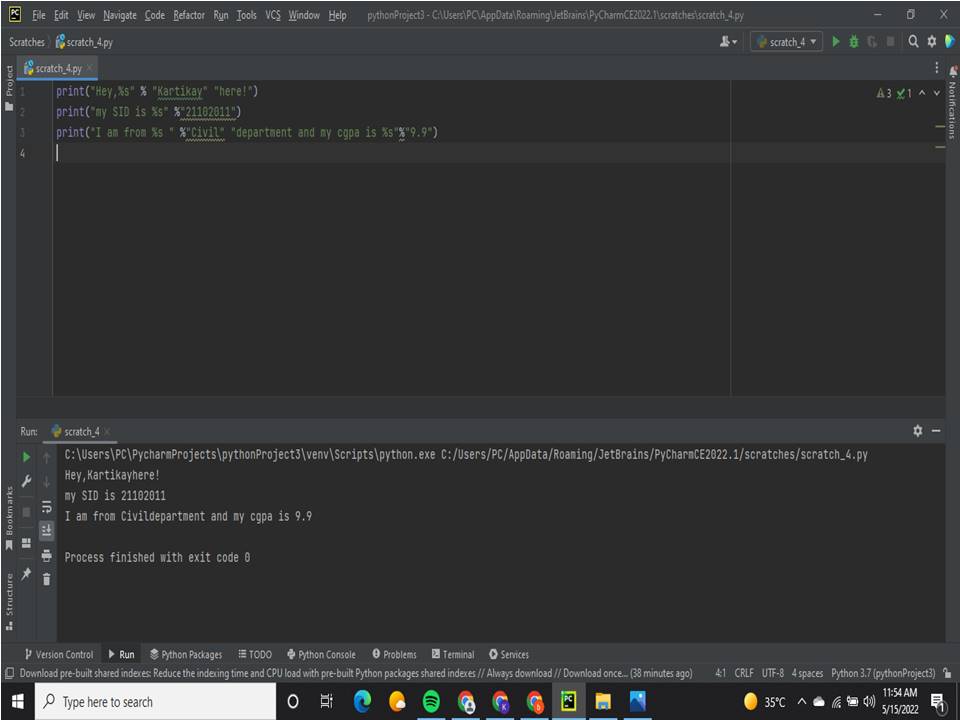 PC File Edit View Navigate Code Refactor Run Tools VCS Window Help pythonProject3 - C:\Users\PC\AppData\Roaming\JetBrains\PyCharmCE2022.1\scratches\scratch_4.py
Scratches scratch_4.py scratch_4
Project
scratch_4.py
Notifications
1 print("Hey,%s" % "Kartikay" "here!") 3 1
2 print("my SID is %s" %"21102011")
3 print("I am from %s " %"Civil" "department and my cgpa is %s"%"9.9")
4
Run: scratch_4
C:\Users\PC\PycharmProjects\pythonProject3\venv\Scripts\python.exe C:/Users/PC/AppData/Roaming/JetBrains/PyCharmCE2022.1/scratches/scratch_4.py
Hey,Kartikayhere!
my SID is 21102011
I am from Civildepartment and my cgpa is 9.9
Process finished with exit code 0
Bookmarks
Structure
Version Control Run Python Packages TODO Python Console Problems Terminal Services
Download pre-built shared indexes: Reduce the indexing time and CPU load with pre-built Python packages shared indexes // Always download // Download once... (38 minutes ago) 4:1 CRLF UTF-8 4 spaces Python 3.7 (pythonProject3)
Type here to search 35°C 11:54 AM
5/15/2022 1